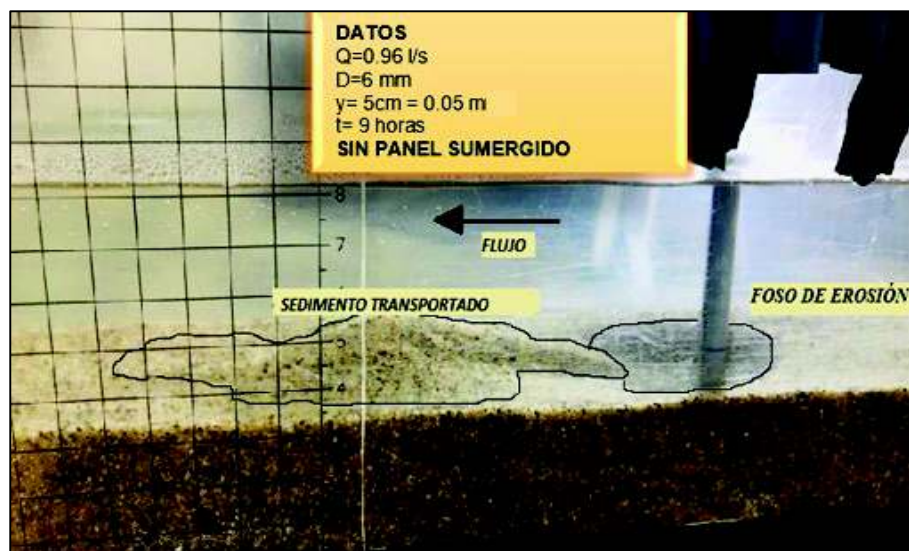 DATOS
Q=0.96 l/s
D=6 mm
y= 5cm = 0.05 m
t= 9 horas
SIN PANEL SUMERGIDO
8
FLUJO
7
SEDIMENTO TRANSPORTADO
FOSO DE EROSIÓN
5
4